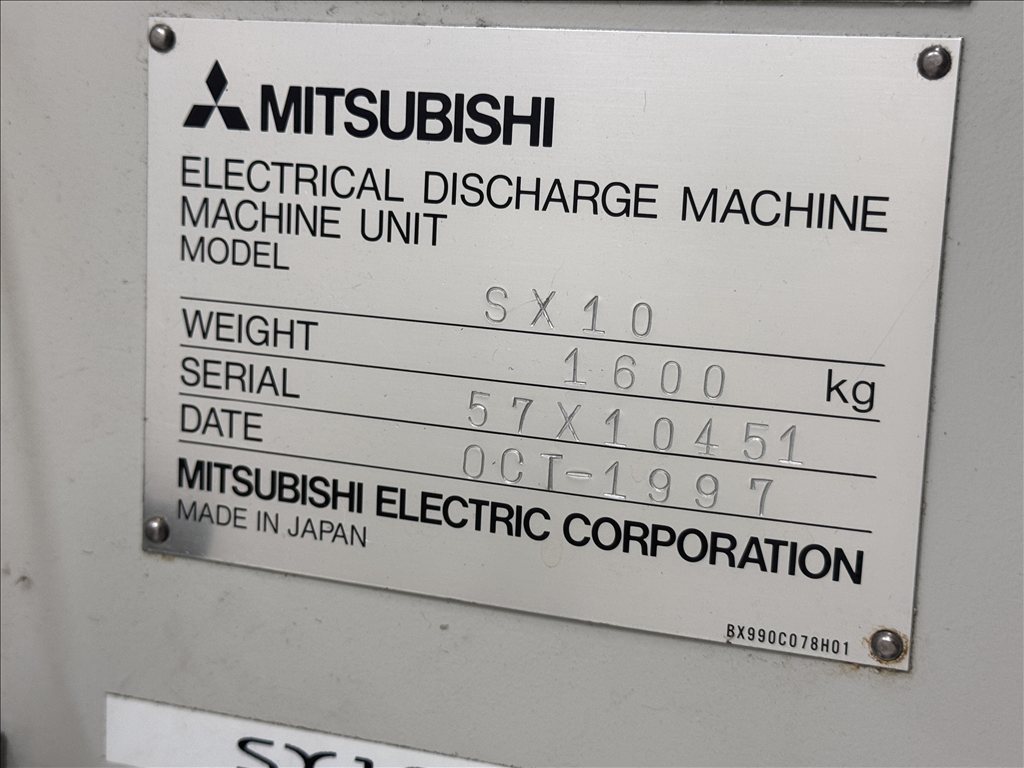 MITSUBISHI
ELECTRICAL DISCHARGE MACHINE
MACHINE UNIT
MODEL SX10
WEIGHT 1600 kg
SERIAL 57X10451
DATE OCT-1997
MITSUBISHI ELECTRIC CORPORATION
MADE IN JAPAN
BX990C078H01